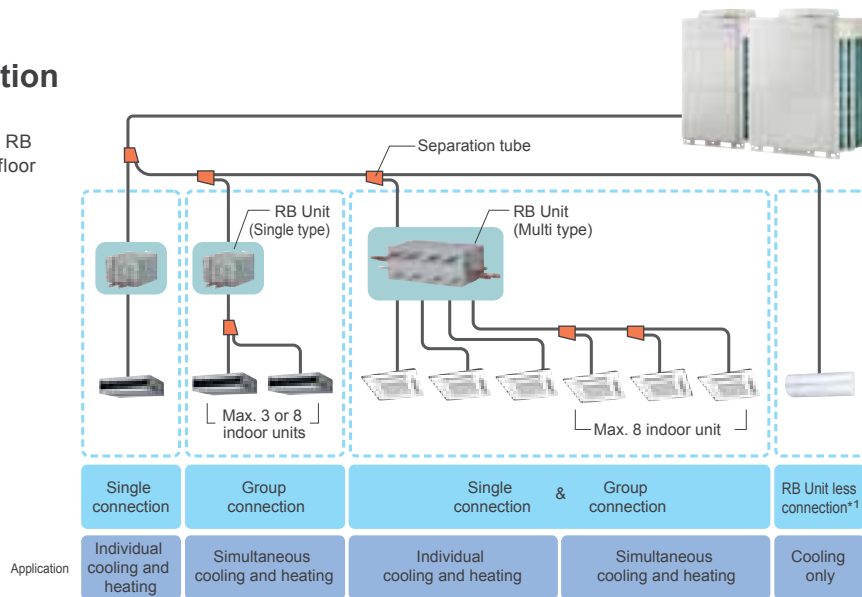 tion
RB
floor
Separation tube
RB Unit
(Single type)
RB Unit
(Multi type)
Max. 3 or 8
indoor units
Max. 8 indoor unit
Single
connection
Group
connection
Single
connection
&
Group
connection
RB Unit less
connection*1
Application
Individual
cooling and
heating
Simultaneous
cooling and heating
Individual
cooling and heating
Simultaneous
cooling and heating
Cooling
only